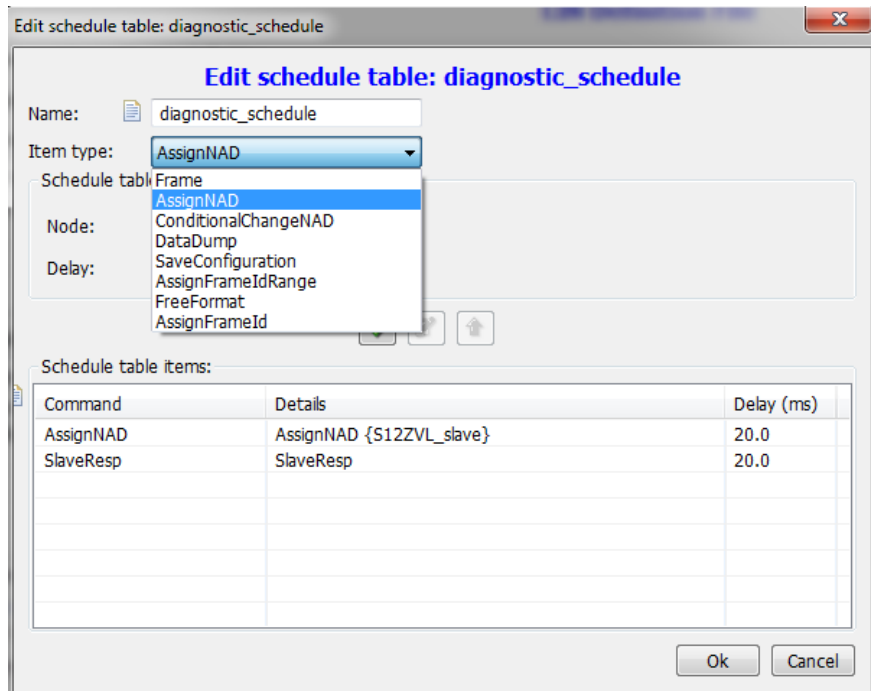 Edit schedule table: diagnostic_schedule
Edit schedule table: diagnostic_schedule
Name: diagnostic_schedule
Item type: AssignNAD
Schedule tabl
Frame
AssignNAD
Node:
ConditionalChangeNAD
DataDump
Delay:
SaveConfiguration
AssignFrameIdRange
FreeFormat
AssignFrameId
Schedule table items:
Command Details Delay (ms)
AssignNAD AssignNAD {S12ZVL_slave} 20.0
SlaveResp SlaveResp 20.0
Ok Cancel